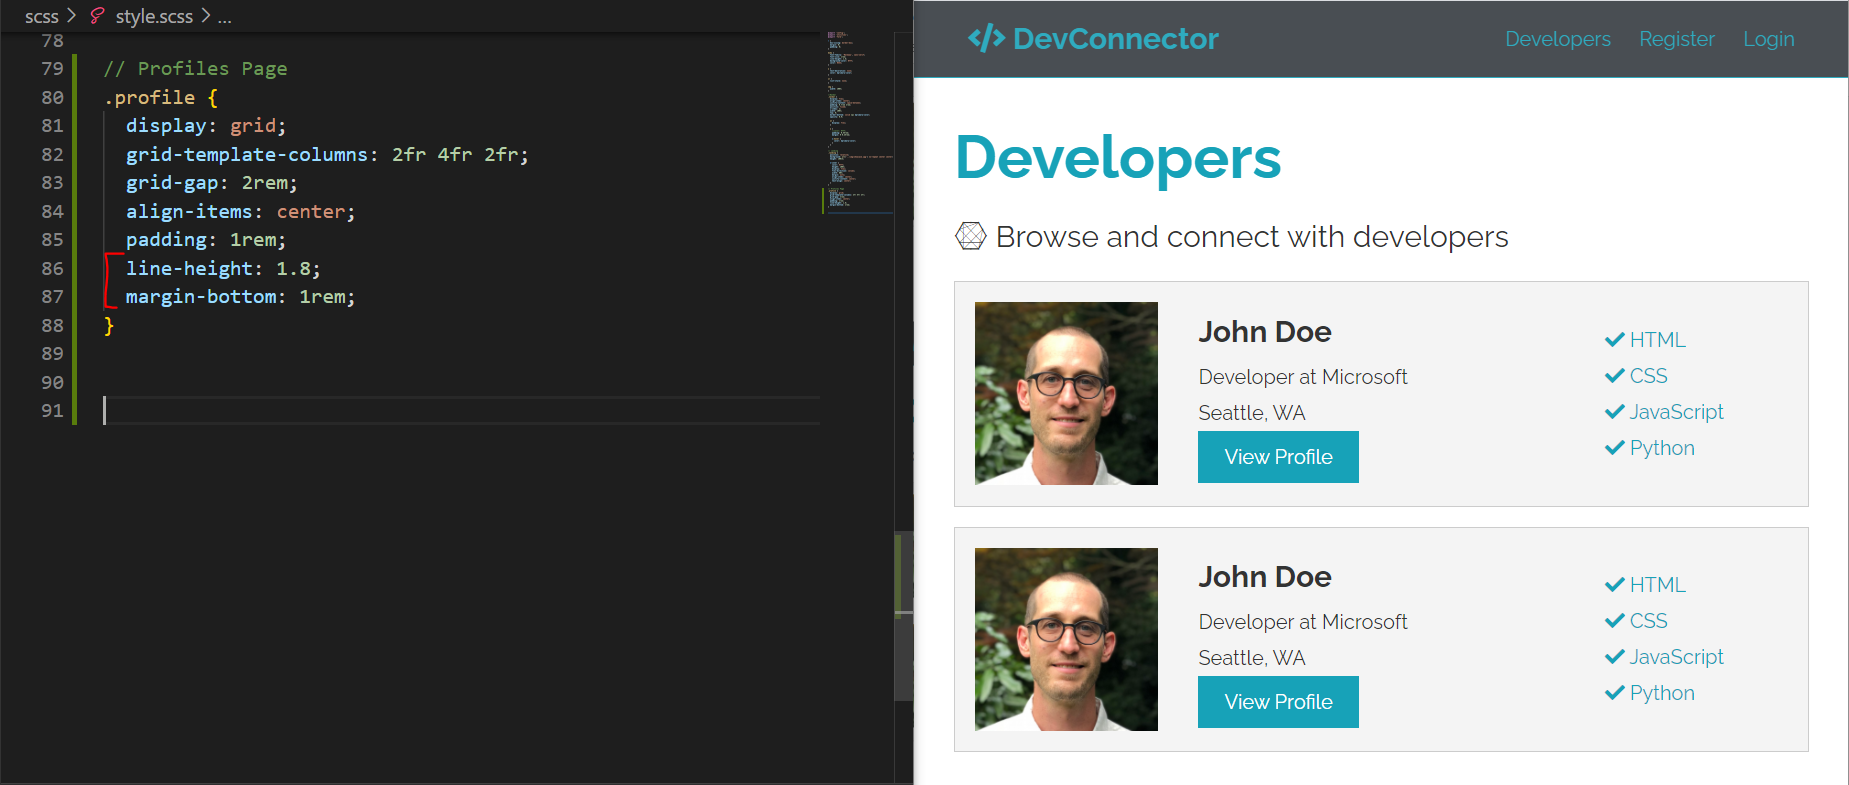 scss > style.scss > ...
78
79 // Profiles Page
80 .profile {
81 display: grid;
82 grid-template-columns: 2fr 4fr 2fr;
83 grid-gap: 2rem;
84 align-items: center;
85 padding: 1rem;
86 line-height: 1.8;
87 margin-bottom: 1rem;
88 }
89
90
91
</> DevConnector
Developers Register Login
Developers
Browse and connect with developers
John Doe
Developer at Microsoft
Seattle, WA
View Profile
HTML
CSS
JavaScript
Python
John Doe
Developer at Microsoft
Seattle, WA
View Profile
HTML
CSS
JavaScript
Python